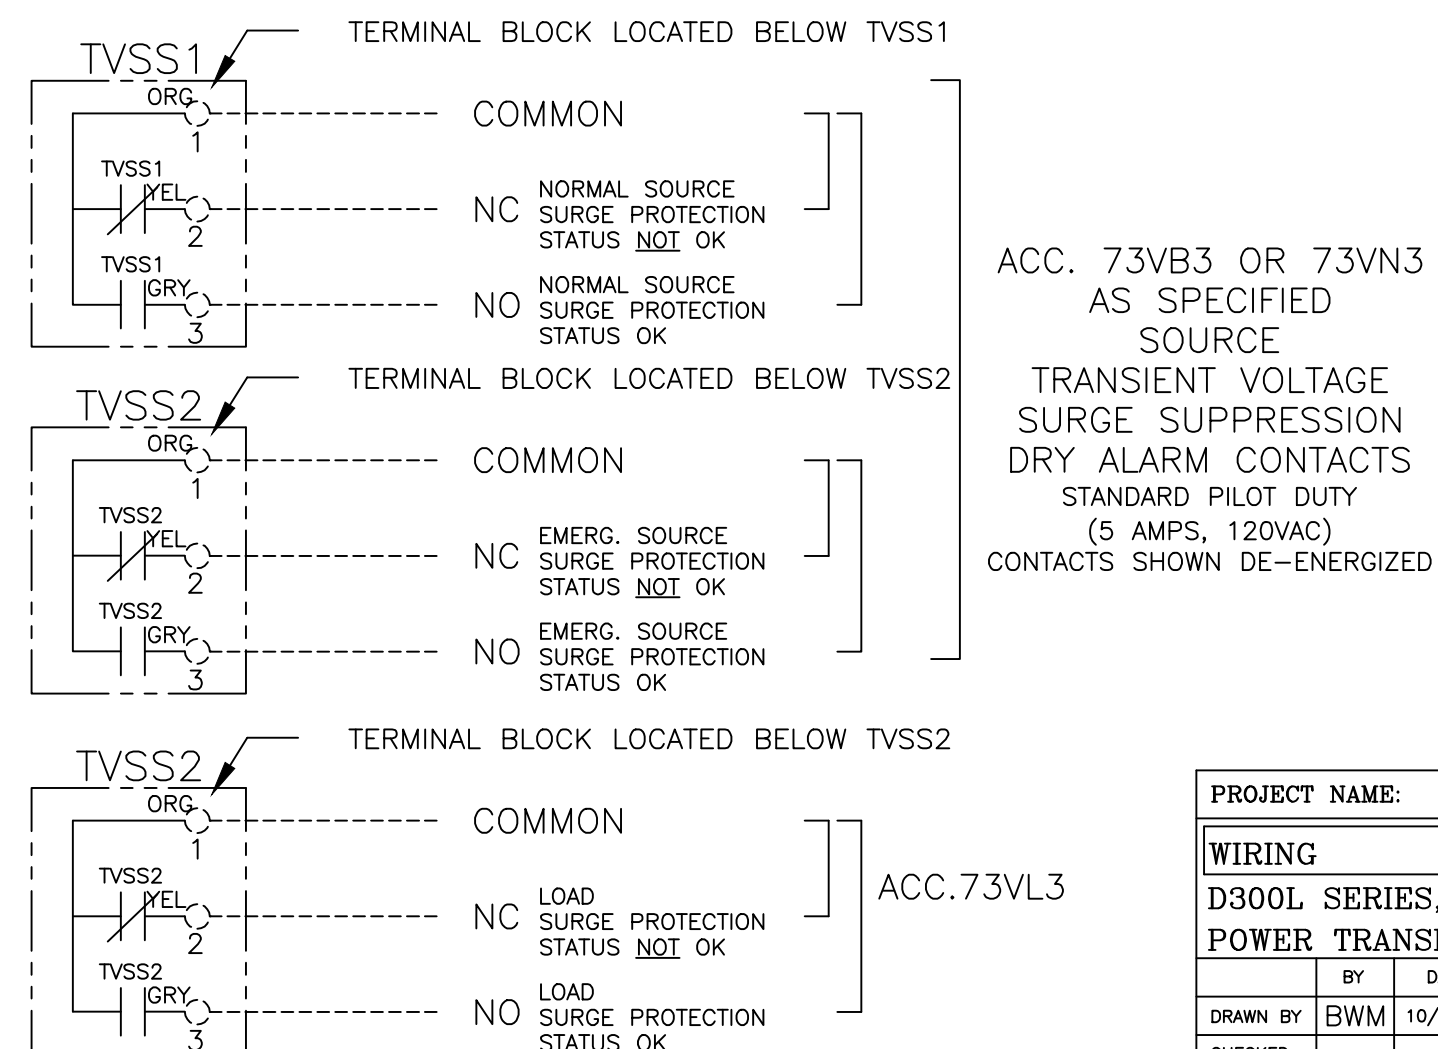 TERMINAL BLOCK LOCATED BELOW TVSS1
TVSS1
ORG
1
COMMON
TVSS1
YEL
2
NC
NORMAL SOURCE
SURGE PROTECTION
STATUS NOT OK
TVSS1
GRY
3
NO
NORMAL SOURCE
SURGE PROTECTION
STATUS OK
TERMINAL BLOCK LOCATED BELOW TVSS2
TVSS2
ORG
1
COMMON
TVSS2
YEL
2
NC
EMERG. SOURCE
SURGE PROTECTION
STATUS NOT OK
TVSS2
GRY
3
NO
EMERG. SOURCE
SURGE PROTECTION
STATUS OK
ACC. 73VB3 OR 73VN3
AS SPECIFIED
SOURCE
TRANSIENT VOLTAGE
SURGE SUPPRESSION
DRY ALARM CONTACTS
STANDARD PILOT DUTY
(5 AMPS, 120VAC)
CONTACTS SHOWN DE-ENERGIZED
TERMINAL BLOCK LOCATED BELOW TVSS2
TVSS2
ORG
1
COMMON
TVSS2
YEL
2
NC
LOAD
SURGE PROTECTION
STATUS NOT OK
TVSS2
GRY
3
NO
LOAD
SURGE PROTECTION
STATUS OK
ACC.73VL3
PROJECT NAME:
WIRING
D300L SERIES,
POWER
BY
DRAWN BY BWM 10/